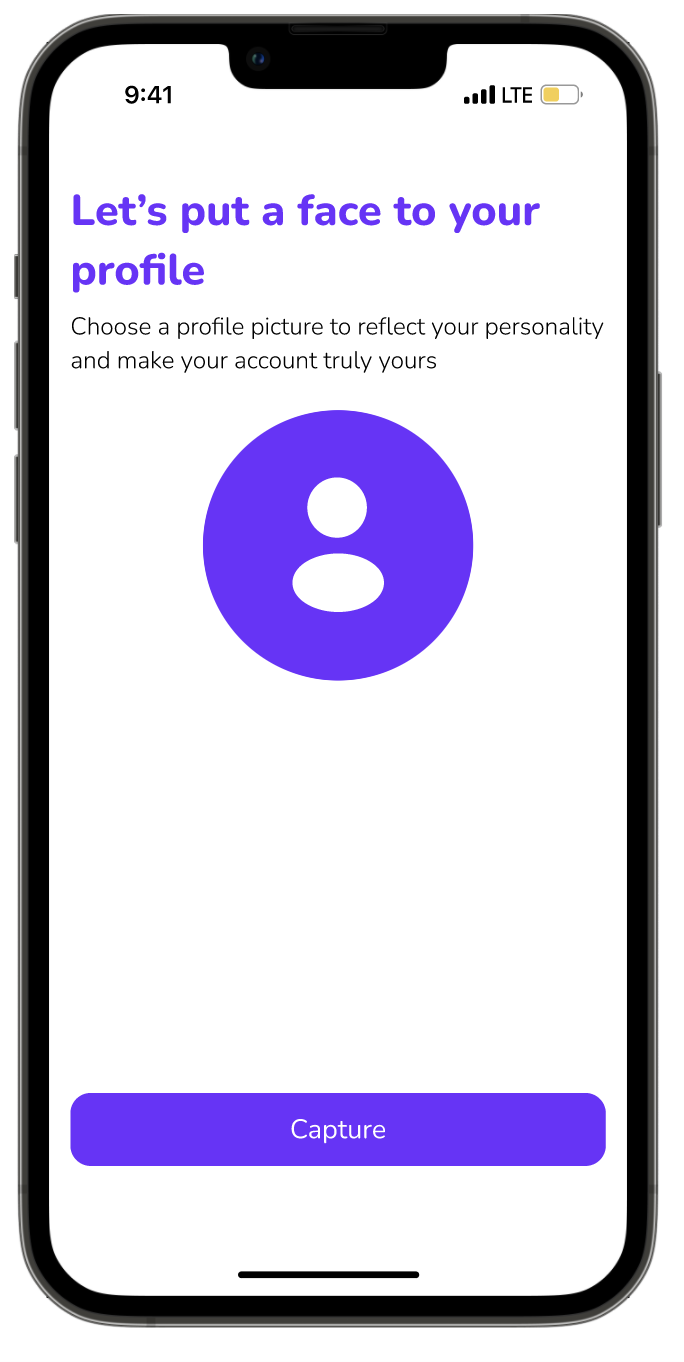 9:41
LTE
Let’s put a face to your
profile
Choose a profile picture to reflect your personality
and make your account truly yours
Capture